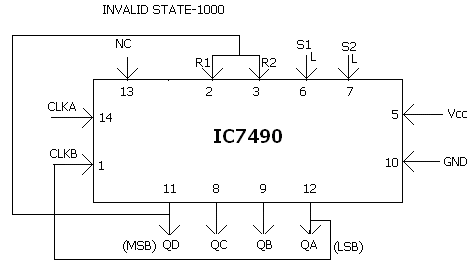 INVALID STATE-1000
NC R1 R2 S1 S2
L L
13 2 3 6 7
CLKA 14 5 Vcc
IC7490
CLKB 1 10 GND
11 8 9 12
(MSB) QD QC QB QA (LSB)